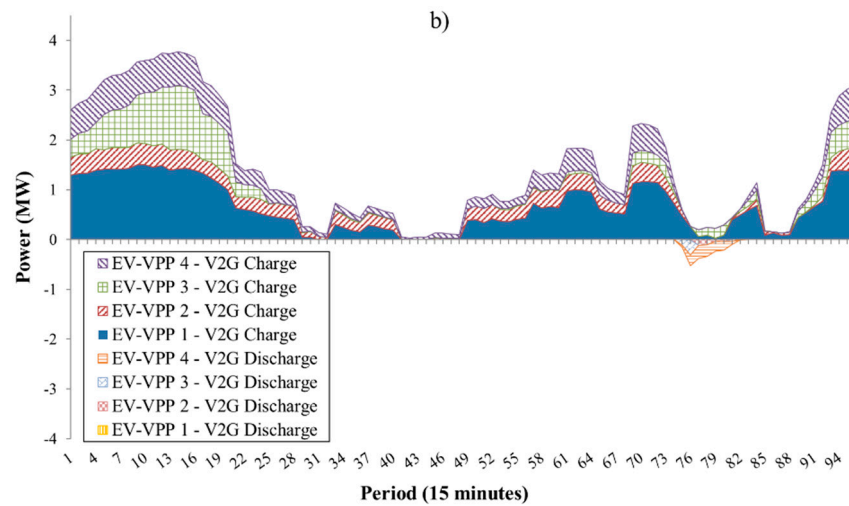 b)
4
3
2
1
0
-1
-2
-3
-4
Power (MW)
EV-VPP 4 - V2G Charge
EV-VPP 3 - V2G Charge
EV-VPP 2 - V2G Charge
EV-VPP 1 - V2G Charge
EV-VPP 4 - V2G Discharge
EV-VPP 3 - V2G Discharge
EV-VPP 2 - V2G Discharge
EV-VPP 1 - V2G Discharge
1 4 7 10 13 16 19 22 25 28 31 34 37 40 43 46 49 52 55 58 61 64 67 70 73 76 79 82 85 88 91 94
Period (15 minutes)